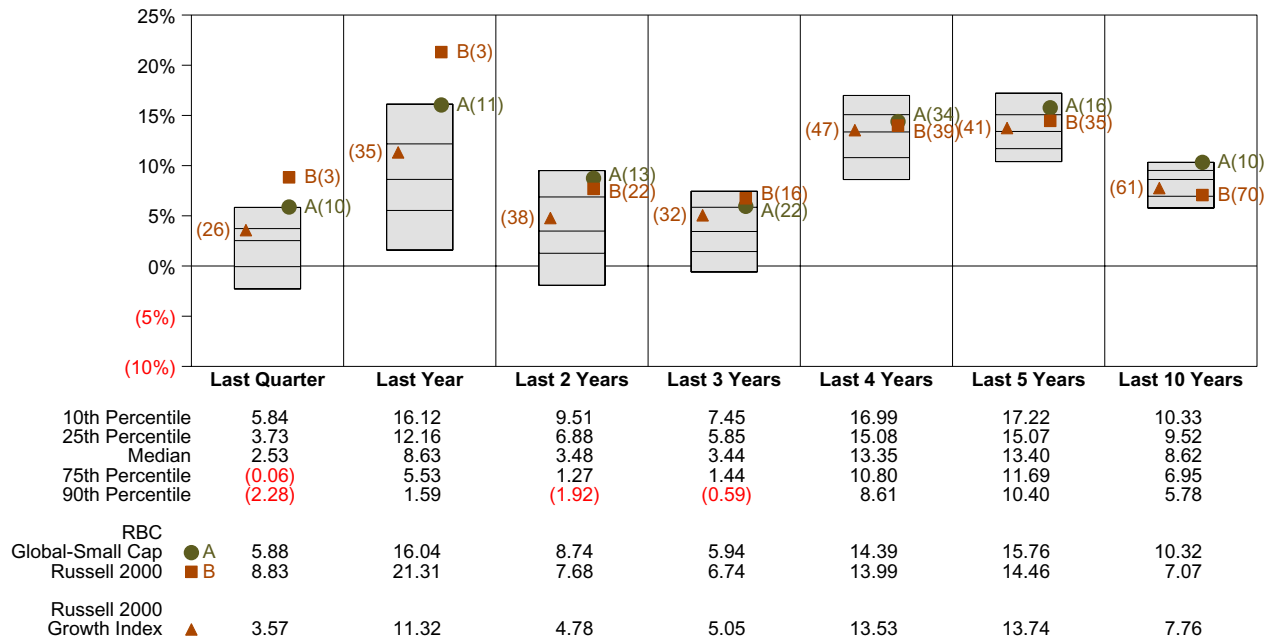 25%
20%
15%
10%
5%
0%
(5%)
(10%)
(26)
B(3)
A(10)
(35)
B(3)
A(11)
(38)
A(13)
B(22)
(32)
B(16)
A(22)
(47)
A(34)
B(39)
(41)
A(16)
B(35)
(61)
A(10)
B(70)
Last Quarter Last Year Last 2 Years Last 3 Years Last 4 Years Last 5 Years Last 10 Years
10th Percentile 5.84 16.12 9.51 7.45 16.99 17.22 10.33
25th Percentile 3.73 12.16 6.88 5.85 15.08 15.07 9.52
Median 2.53 8.63 3.48 3.44 13.35 13.40 8.62
75th Percentile (0.06) 5.53 1.27 1.44 10.80 11.69 6.95
90th Percentile (2.28) 1.59 (1.92) (0.59) 8.61 10.40 5.78
RBC
Global-Small Cap A 5.88 16.04 8.74 5.94 14.39 15.76 10.32
Russell 2000 B 8.83 21.31 7.68 6.74 13.99 14.46 7.07
Russell 2000
Growth Index 3.57 11.32 4.78 5.05 13.53 13.74 7.76